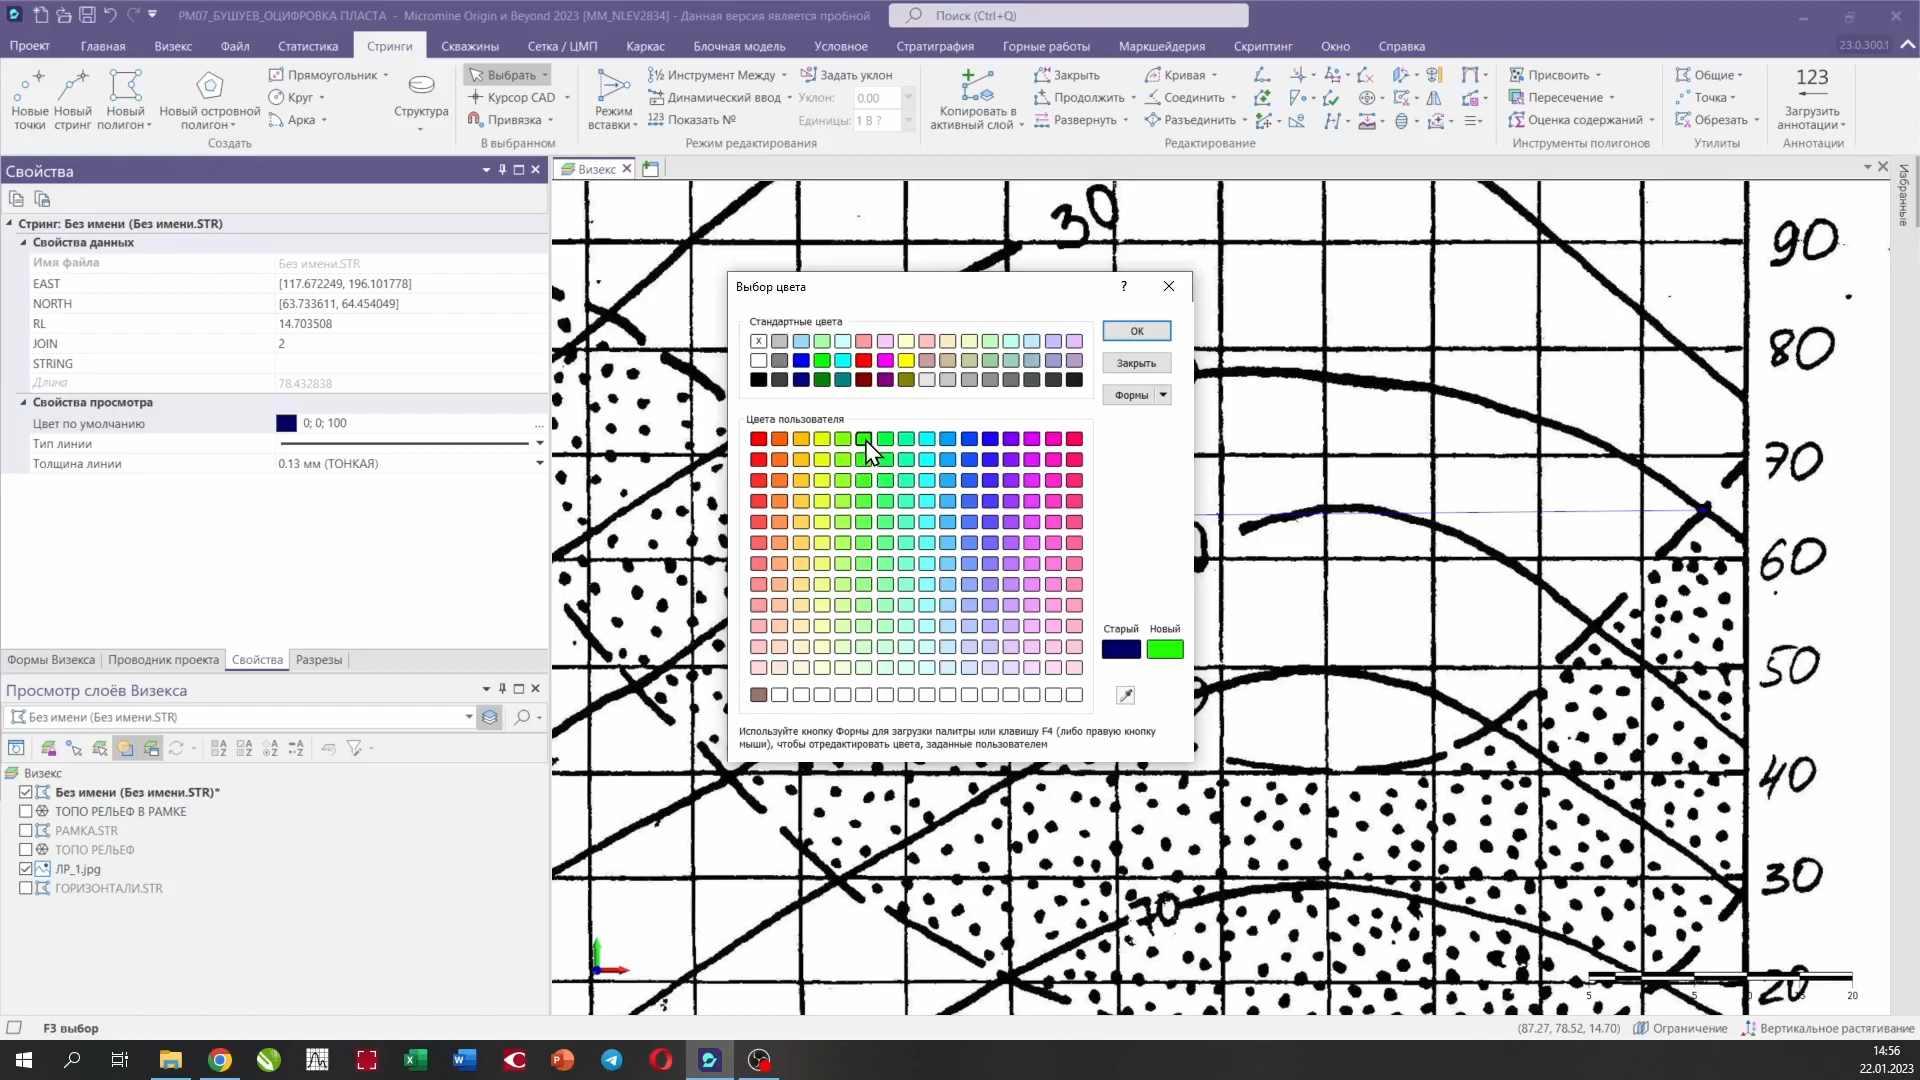 РМ07_БУШУЕВ_ОЦИФРОВКА ПЛАСТА - Micromine Origin и Beyond 2023 [MM_NLEV2834] - Данная версия является пробной
Поиск (Ctrl+Q)
Проект Главная Визекс Файл Статистика Стринги Скважины Сетка / ЦМП Каркас Блочная модель Условное Стратиграфия Горные работы Маркшейдерия Скриптинг Окно Справка 23.0.300.1
Новые точки
Новый стринг
Новый полигон
Новый островной полигон
Прямоугольник
Круг
Арка
Структура
Создать
Выбрать
Курсор CAD
Привязка
В выбранном
Режим вставки
Инструмент Между
Динамический ввод
123 Показать №
Задать уклон
Уклон: 0.00
Единицы: 1 В ?
Режим редактирования
Копировать в активный слой
Закрыть
Продолжить
Развернуть
Кривая
Соединить
Разъединить
Редактирование
Присвоить
Пересечение
Оценка содержаний
Инструменты полигонов
Общие
Точка
Обрезать
Утилиты
123
Загрузить аннотации
Аннотации
Свойства
Визекс
Избранные
Стринг: Без имени (Без имени.STR)
Свойства данных
Имя файла Без имени.STR
EAST [117.672249, 196.101778]
NORTH [63.733611, 64.454049]
RL 14.703508
JOIN 2
STRING
Длина 78.432838
Свойства просмотра
Цвет по умолчанию 0; 0; 100 ...
Тип линии
Толщина линии 0.13 мм (ТОНКАЯ)
Формы Визекса Проводник проекта Свойства Разрезы
Просмотр слоёв Визекса
Без имени (Без имени.STR)
Визекс
Без имени (Без имени.STR)*
ТОПО РЕЛЬЕФ В РАМКЕ
РАМКА.STR
ТОПО РЕЛЬЕФ
ЛР_1.jpg
ГОРИЗОНТАЛИ.STR
Выбор цвета ?
Стандартные цвета
X
ОК
Закрыть
Формы
Цвета пользователя
Старый Новый
Используйте кнопку Формы для загрузки палитры или клавишу F4 (либо правую кнопку
мыши), чтобы отредактировать цвета, заданные пользователем
30
90
80
70
60
50
40
30
20
70
5 5 20
F3 выбор
(87.27, 78.52, 14.70) Ограничение Вертикальное растягивание
14:56
22.01.2023